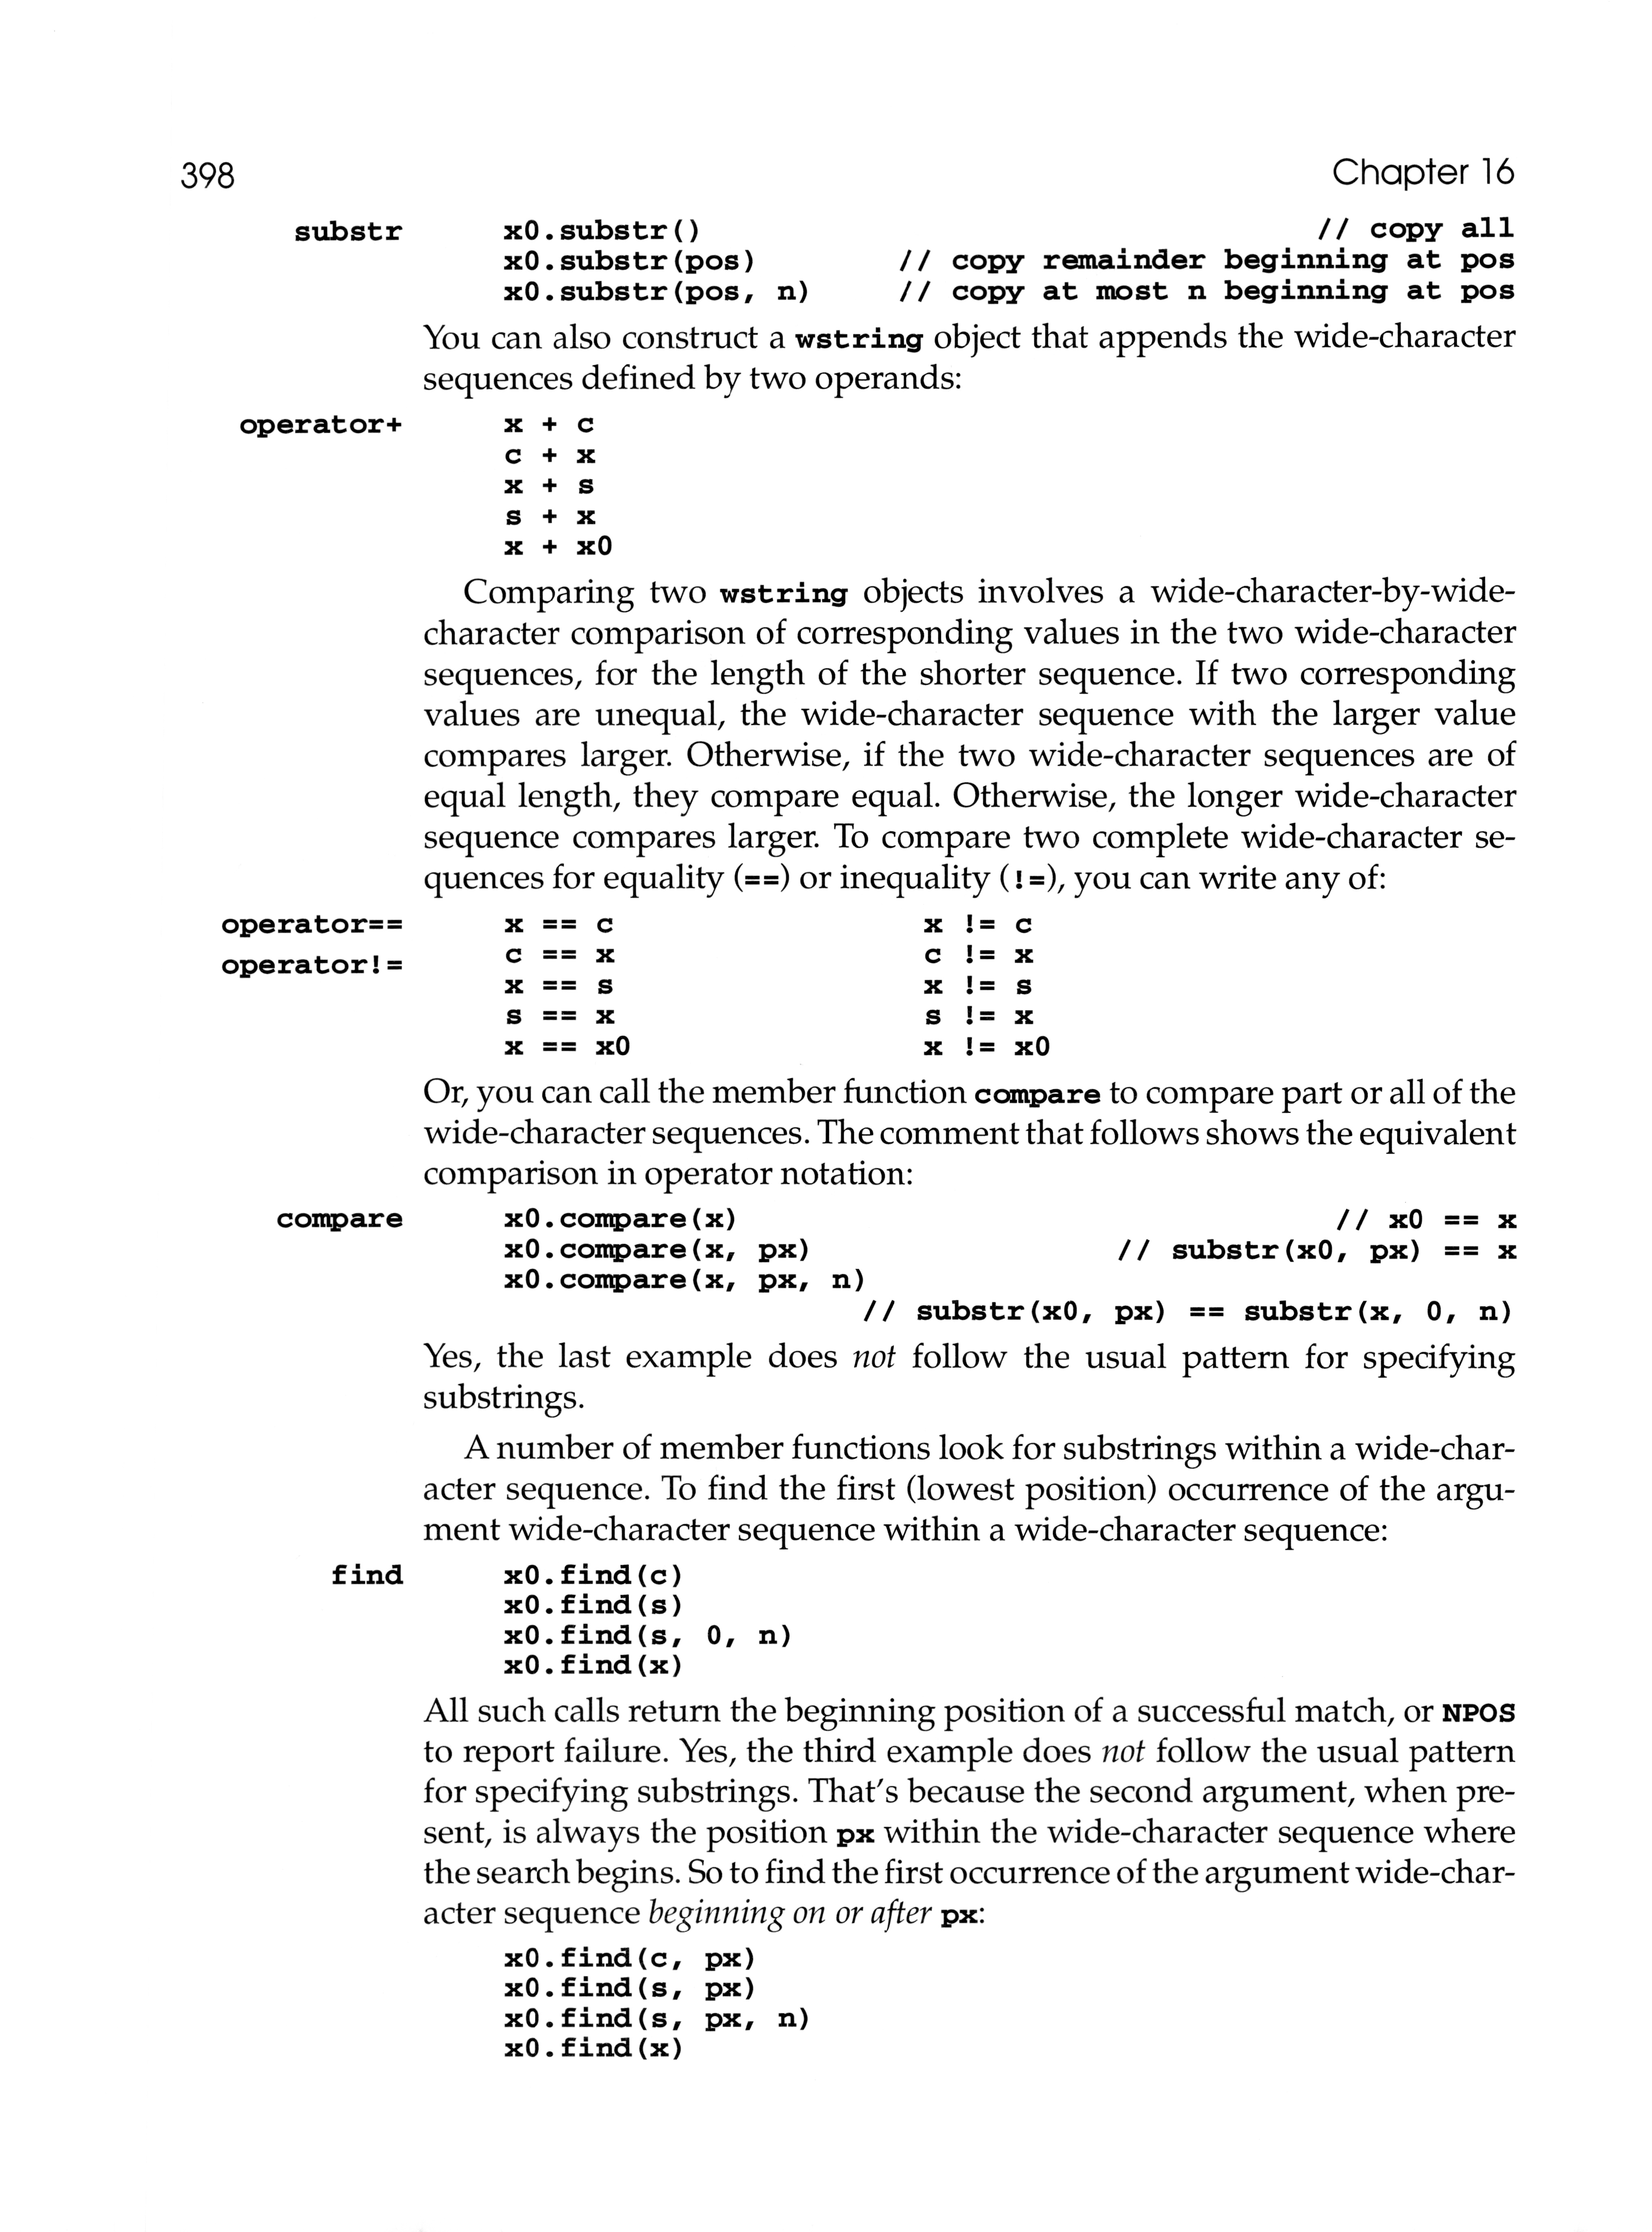 398 Chapter 16
substr x0.substr() // copy all
x0.substr(pos) // copy remainder beginning at pos
x0.substr(pos, n) // copy at most n beginning at pos
You can also construct a wstring object that appends the wide-character
sequences defined by two operands:
operator+ x + c
c + x
x + s
s + x
x + x0
Comparing two wstring objects involves a wide-character-by-wide-
character comparison of corresponding values in the two wide-character
sequences, for the length of the shorter sequence. If two corresponding
values are unequal, the wide-character sequence with the larger value
compares larger. Otherwise, if the two wide-character sequences are of
equal length, they compare equal. Otherwise, the longer wide-character
sequence compares larger. To compare two complete wide-character se-
quences for equality (==) or inequality (!=), you can write any of:
operator== x == c x != c
operator!= c == x c != x
x == s x != s
s == x s != x
x == x0 x != x0
Or, you can call the member function compare to compare part or all of the
wide-character sequences. The comment that follows shows the equivalent
comparison in operator notation:
compare x0.compare(x) // x0 == x
x0.compare(x, px) // substr(x0, px) == x
x0.compare(x, px, n)
// substr(x0, px) == substr(x, 0, n)
Yes, the last example does not follow the usual pattern for specifying
substrings.
A number of member functions look for substrings within a wide-char-
acter sequence. To find the first (lowest position) occurrence of the argu-
ment wide-character sequence within a wide-character sequence:
find x0.find(c)
x0.find(s)
x0.find(s, 0, n)
x0.find(x)
All such calls return the beginning position of a successful match, or NPOS
to report failure. Yes, the third example does not follow the usual pattern
for specifying substrings. That's because the second argument, when pre-
sent, is always the position px within the wide-character sequence where
the search begins. So to find the first occurrence of the argument wide-char-
acter sequence beginning on or after px:
x0.find(c, px)
x0.find(s, px)
x0.find(s, px, n)
x0.find(x)